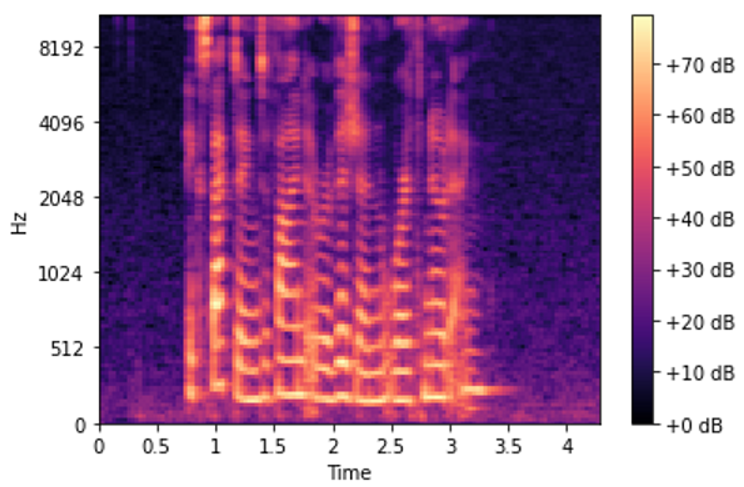 8192
4096
2048
1024
512
0
Hz
0 0.5 1 1.5 2 2.5 3 3.5 4
Time
+70 dB
+60 dB
+50 dB
+40 dB
+30 dB
+20 dB
+10 dB
+0 dB